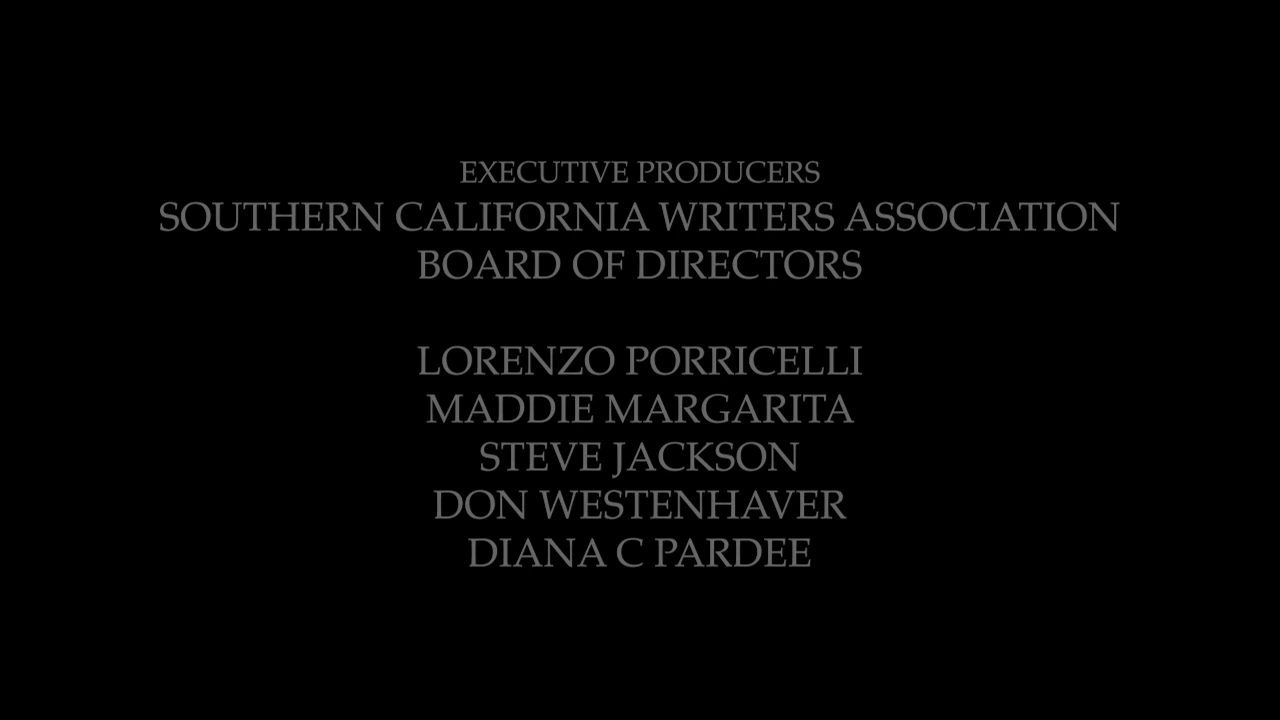 EXECUTIVE PRODUCERS
SOUTHERN CALIFORNIA WRITERS ASSOCIATION
BOARD OF DIRECTORS
LORENZO PORRICELLI
MADDIE MARGARITA
STEVE JACKSON
DON WESTENHAVER
DIANA C PARDEE